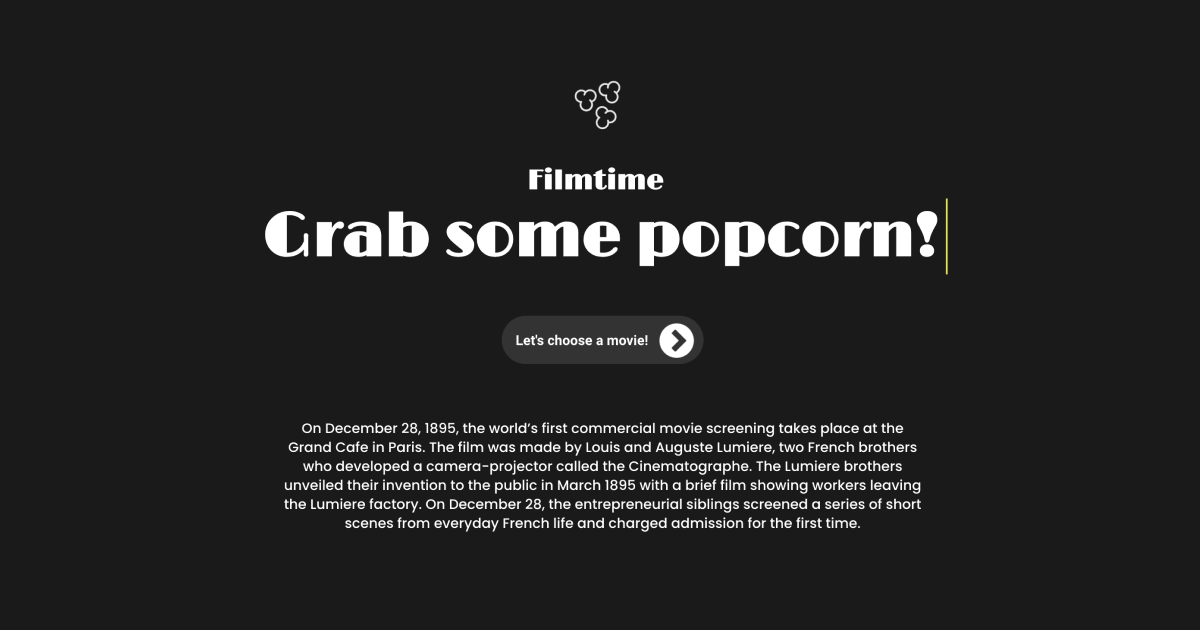 Filmtime
Grab some popcorn!
Let's choose a movie!
On December 28, 1895, the world’s first commercial movie screening takes place at the
Grand Cafe in Paris. The film was made by Louis and Auguste Lumiere, two French brothers
who developed a camera-projector called the Cinematographe. The Lumiere brothers
unveiled their invention to the public in March 1895 with a brief film showing workers leaving
the Lumiere factory. On December 28, the entrepreneurial siblings screened a series of short
scenes from everyday French life and charged admission for the first time.